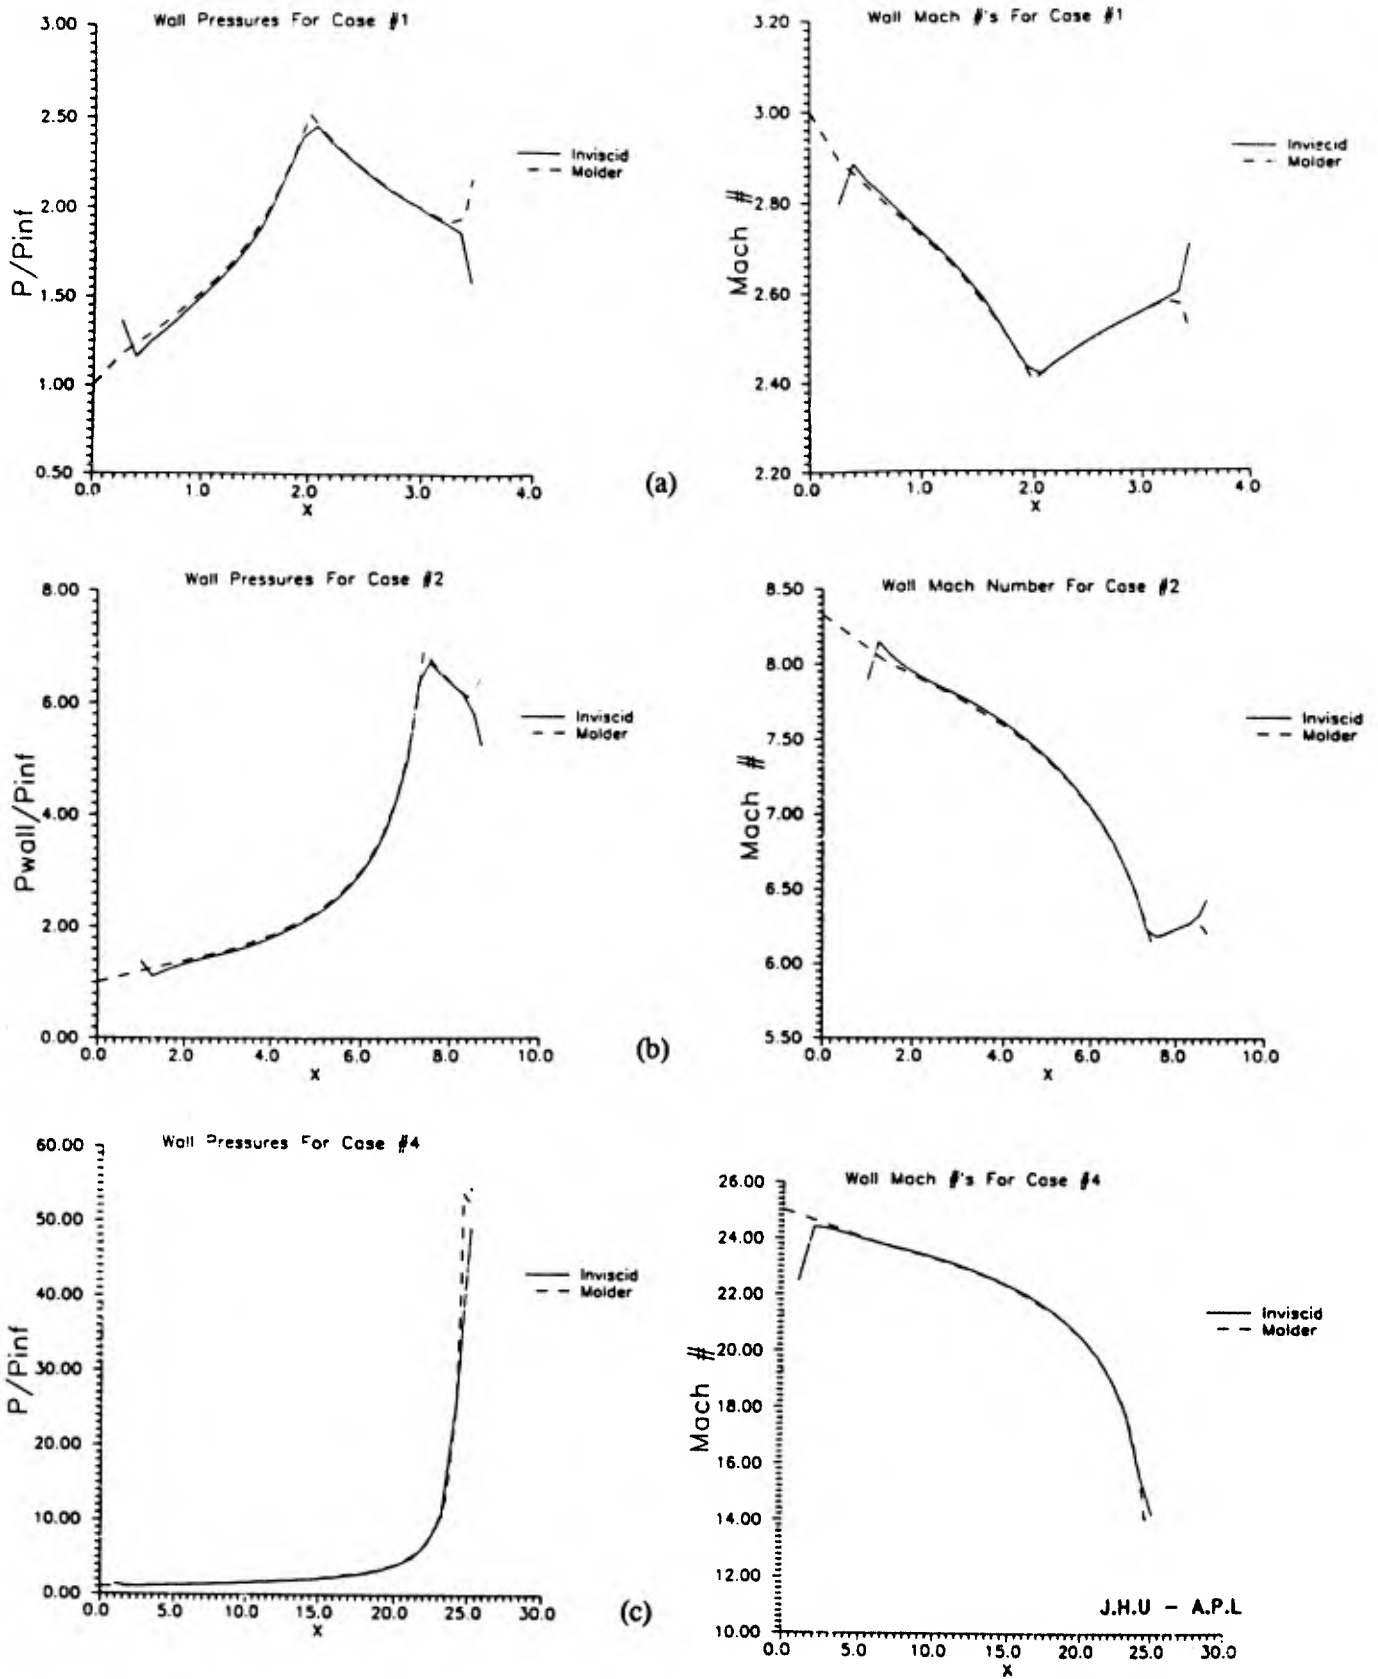 Wall Pressures For Case #1
3.00
2.50
2.00
1.50
1.00
0.50
P/Pinf
0.0 1.0 2.0 3.0 4.0
x
Inviscid
Molder
Wall Mach #'s For Case #1
3.20
3.00
2.80
2.60
2.40
2.20
Mach #
0.0 1.0 2.0 3.0 4.0
x
Inviscid
Molder
(a)
Wall Pressures For Case #2
8.00
6.00
4.00
2.00
0.00
Pwall/Pinf
0.0 2.0 4.0 6.0 8.0 10.0
x
Inviscid
Molder
Wall Mach Number For Case #2
8.50
8.00
7.50
7.00
6.50
6.00
5.50
Mach #
0.0 2.0 4.0 6.0 8.0 10.0
x
Inviscid
Molder
(b)
Wall Pressures For Case #4
60.00
50.00
40.00
30.00
20.00
10.00
0.00
P/Pinf
0.0 5.0 10.0 15.0 20.0 25.0 30.0
x
Inviscid
Molder
Wall Mach #'s For Case #4
26.00
24.00
22.00
20.00
18.00
16.00
14.00
12.00
10.00
Mach #
0.0 5.0 10.0 15.0 20.0 25.0 30.0
x
Inviscid
Molder
(c)
J.H.U - A.P.L